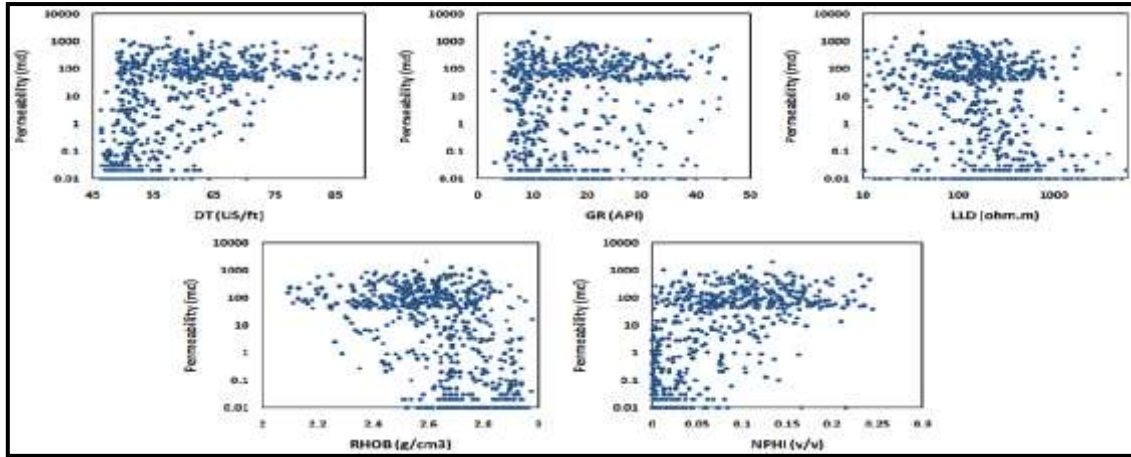 Permeability (md)
10000
1000
100
10
1
0.1
0.01
45 55 65 75 85
DT (US/ft)
Permeability (md)
10000
1000
100
10
1
0.1
0.01
0 10 20 30 40 50
GR (API)
Permeability (md)
10000
1000
100
10
1
0.1
0.01
10 100 1000
LLD (ohm.m)
Permeability (md)
10000
1000
100
10
1
0.1
0.01
2 2.2 2.4 2.6 2.8 3
RHOB (g/cm3)
Permeability (md)
10000
1000
100
10
1
0.1
0.01
0 0.05 0.1 0.15 0.2 0.25 0.3
NPHI (v/v)